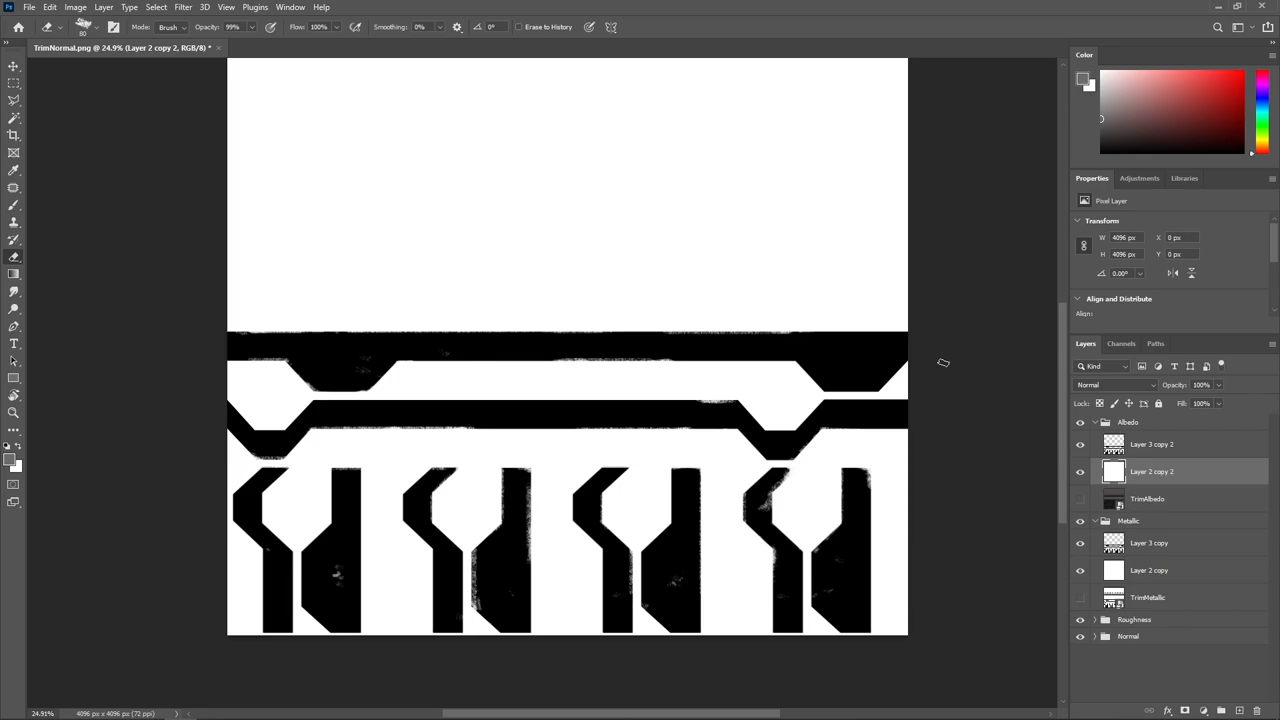 Ps File Edit Image Layer Type Select Filter 3D View Plugins Window Help
80 Mode: Brush Opacity: 99% Flow: 100% Smoothing: 0% 0° Erase to History
TrimNormal.png @ 24.9% (Layer 2 copy 2, RGB/8) *
Color
Properties Adjustments Libraries
Pixel Layer
Transform
W 4096 px X 0 px
H 4096 px Y 0 px
0.00°
Align and Distribute
Align:
Layers Channels Paths
Kind
Normal Opacity: 100%
Lock: Fill: 100%
Albedo
Layer 3 copy 2
Layer 2 copy 2
TrimAlbedo
Metallic
Layer 3 copy
Layer 2 copy
TrimMetallic
Roughness
Normal
24.91% 4096 px x 4096 px (72 ppi)